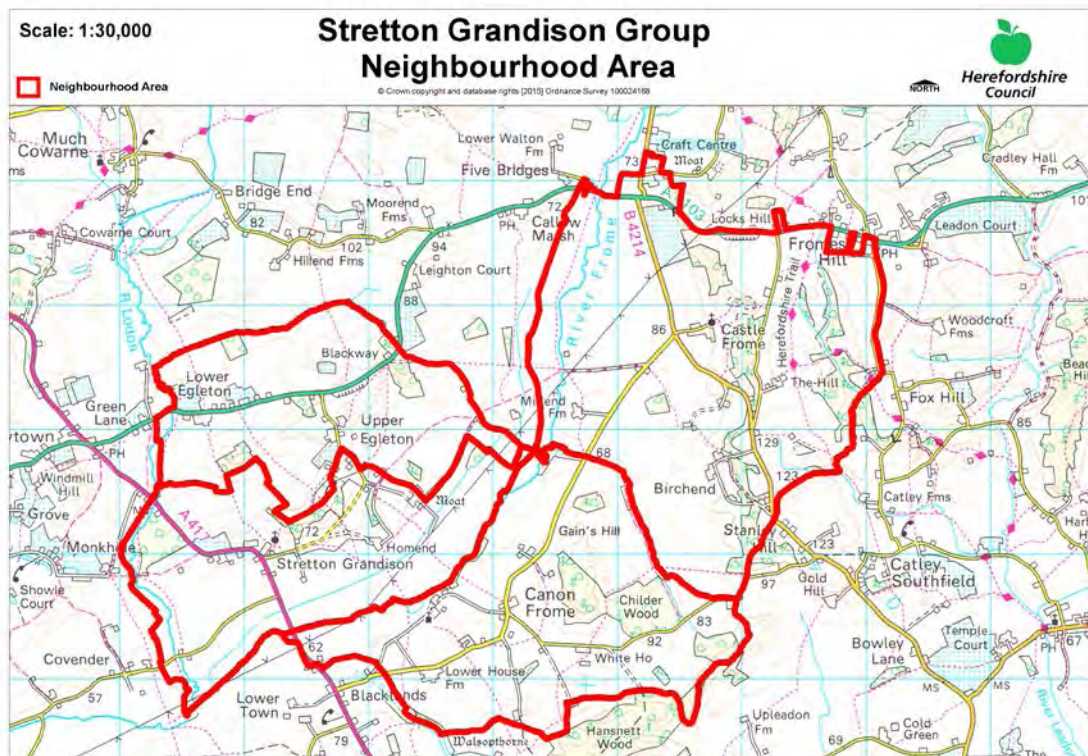 Scale: 1:30,000
Stretton Grandison Group
Neighbourhood Area
Neighbourhood Area
© Crown copyright and database rights [2015] Ordnance Survey 100024168
NORTH
Herefordshire
Council
Much
Cowarne
Lower Walton
Fm
Five Bridges
Craft Centre
73
Moat
Cradley Hall
Fm
Bridge End
Moorend
Fms
72
Callow
Marsh
PH
A4103
Locks Hill
Leadon Court
Cowarne Court
82
102
94
Hillend Fms
Leighton Court
B4214
Fromes
Hill
PH
R Lodon
88
River Frome
86
Castle
Frome
Herefordshire Trail
Woodcroft
Fms
Blackway
The Hill
Lower
Egleton
Green
Lane
Fox Hill
Upper
Egleton
Millend
Fm
85
PH
129
68
Windmill
Hill
Birchend
123
Moat
Catley Fms
Grove
72
Gain's Hill
Stanley
Hill
Homend
123
Stretton Grandison
Catley
Southfield
97
Showle
Court
Canon
Frome
Childer
Wood
Gold
Hill
83
92
Bowley
Lane
Temple
Court
67
Covender
62
White Ho
PH
Lower House
Fm
57
Lower
Town
Blacklands
MS
MS
79
Walsopthorne
Hansnett
Wood
Upleadon
Fm
69
Cold
Green